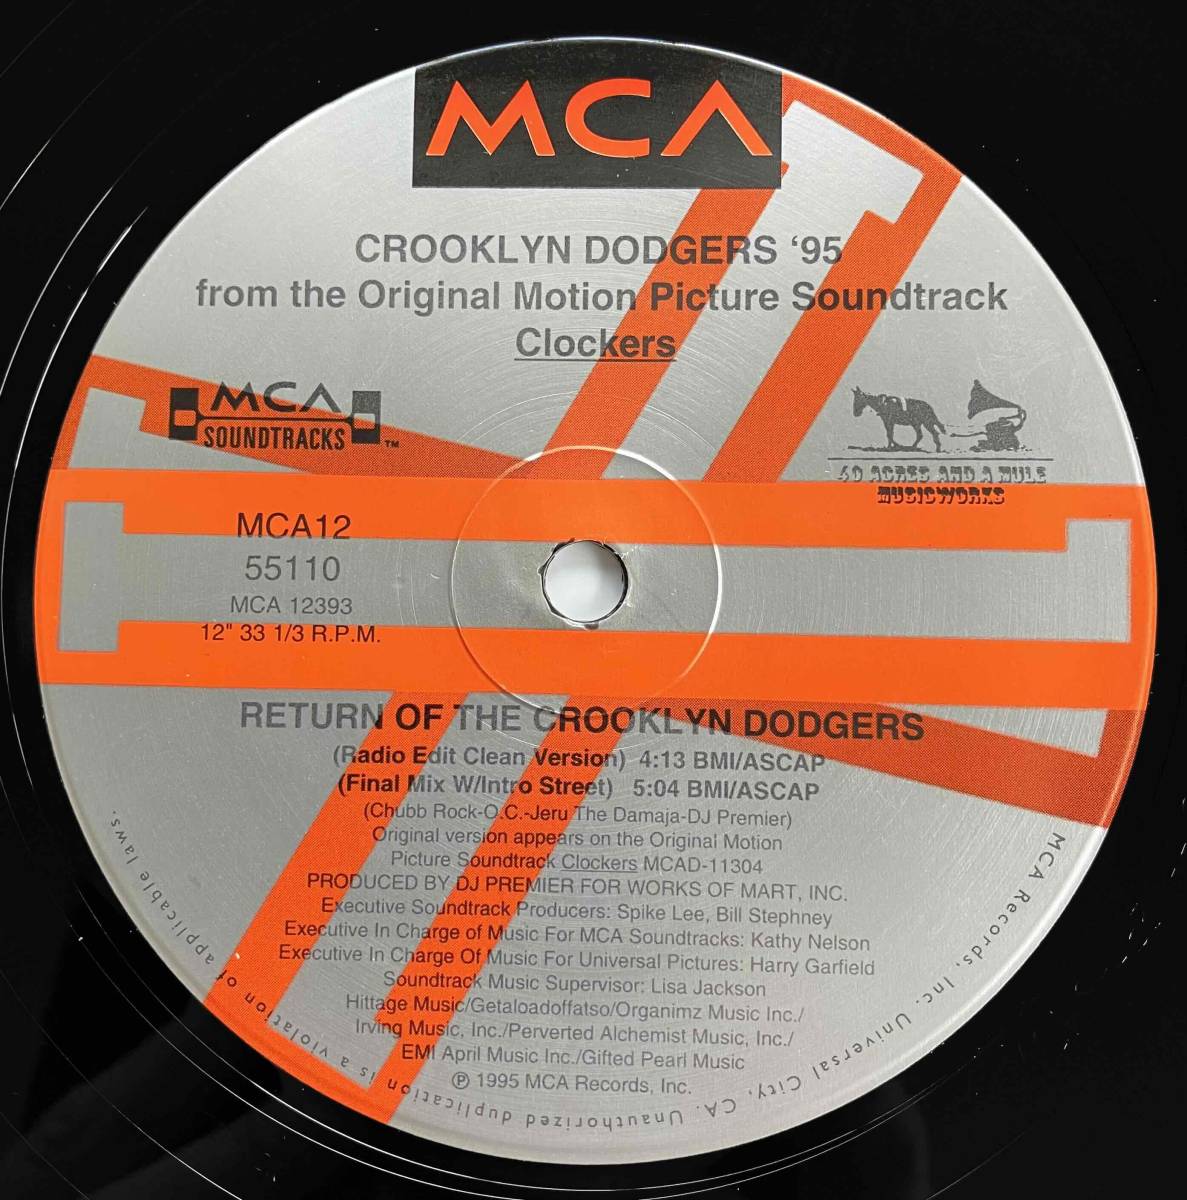 MCA
CROOKLYN DODGERS ‘95
from the Original Motion Picture Soundtrack
Clockers
MCA
SOUNDTRACKS ™
40 ACRES AND A MULE
MUSICWORKS
MCA12
55110
MCA 12393
12" 33 1/3 R.P.M.
RETURN OF THE CROOKLYN DODGERS
(Radio Edit Clean Version) 4:13 BMI/ASCAP
(Final Mix W/Intro Street) 5:04 BMI/ASCAP
(Chubb Rock-O.C.-Jeru The Damaja-DJ Premier)
Original version appears on the Original Motion
Picture Soundtrack Clockers MCAD-11304
PRODUCED BY DJ PREMIER FOR WORKS OF MART, INC.
Executive Soundtrack Producers: Spike Lee, Bill Stephney
Executive In Charge of Music For MCA Soundtracks: Kathy Nelson
Executive In Charge Of Music For Universal Pictures: Harry Garfield
Soundtrack Music Supervisor: Lisa Jackson
Hittage Music/Getaloadoffatso/Organimz Music Inc./
Irving Music, Inc./Perverted Alchemist Music, Inc./
EMI April Music Inc./Gifted Pearl Music
℗ 1995 MCA Records, Inc.
MCA Records, Inc. Universal City, CA. Unauthorized duplication is a violation of applicable laws.